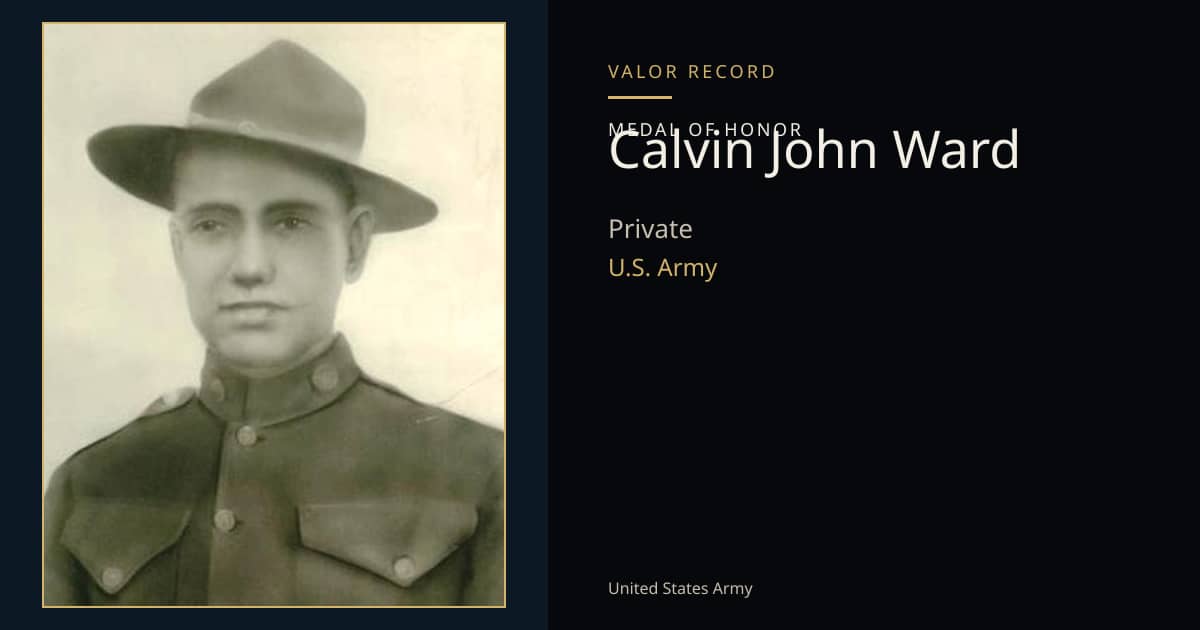 VALOR RECORD
MEDAL OF HONOR
Calvin John Ward
Private
U.S. Army
United States Army